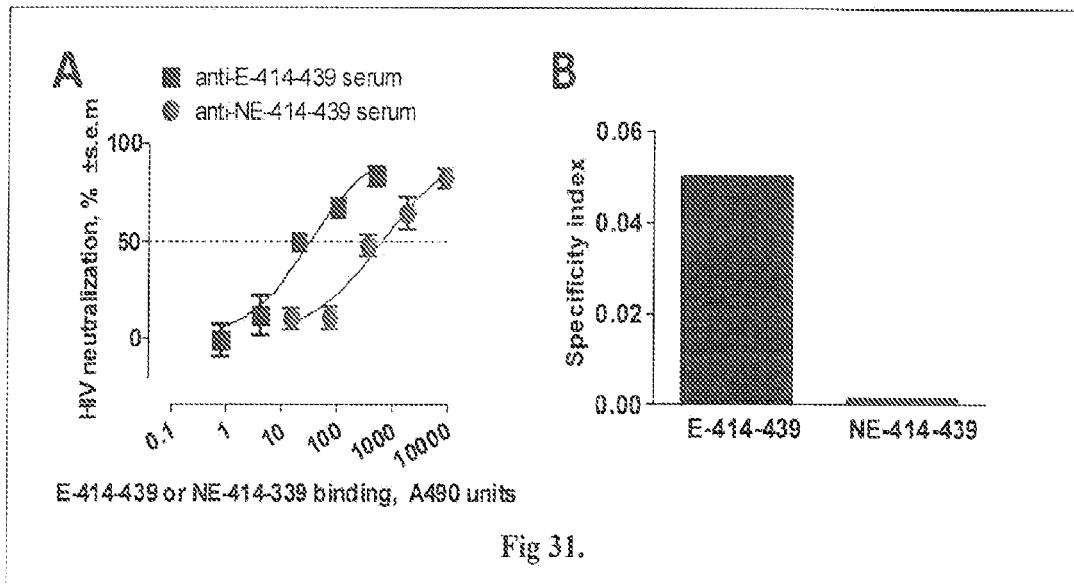 A
anti-E-414-439 serum
anti-NE-414-439 serum
HIV neutralization, % ±s.e.m
100
50
0
0.1 1 10 100 1000 10000
E-414-439 or NE-414-339 binding, A490 units
B
Specificity index
0.06
0.04
0.02
0.00
E-414-439 NE-414-439
Fig 31.